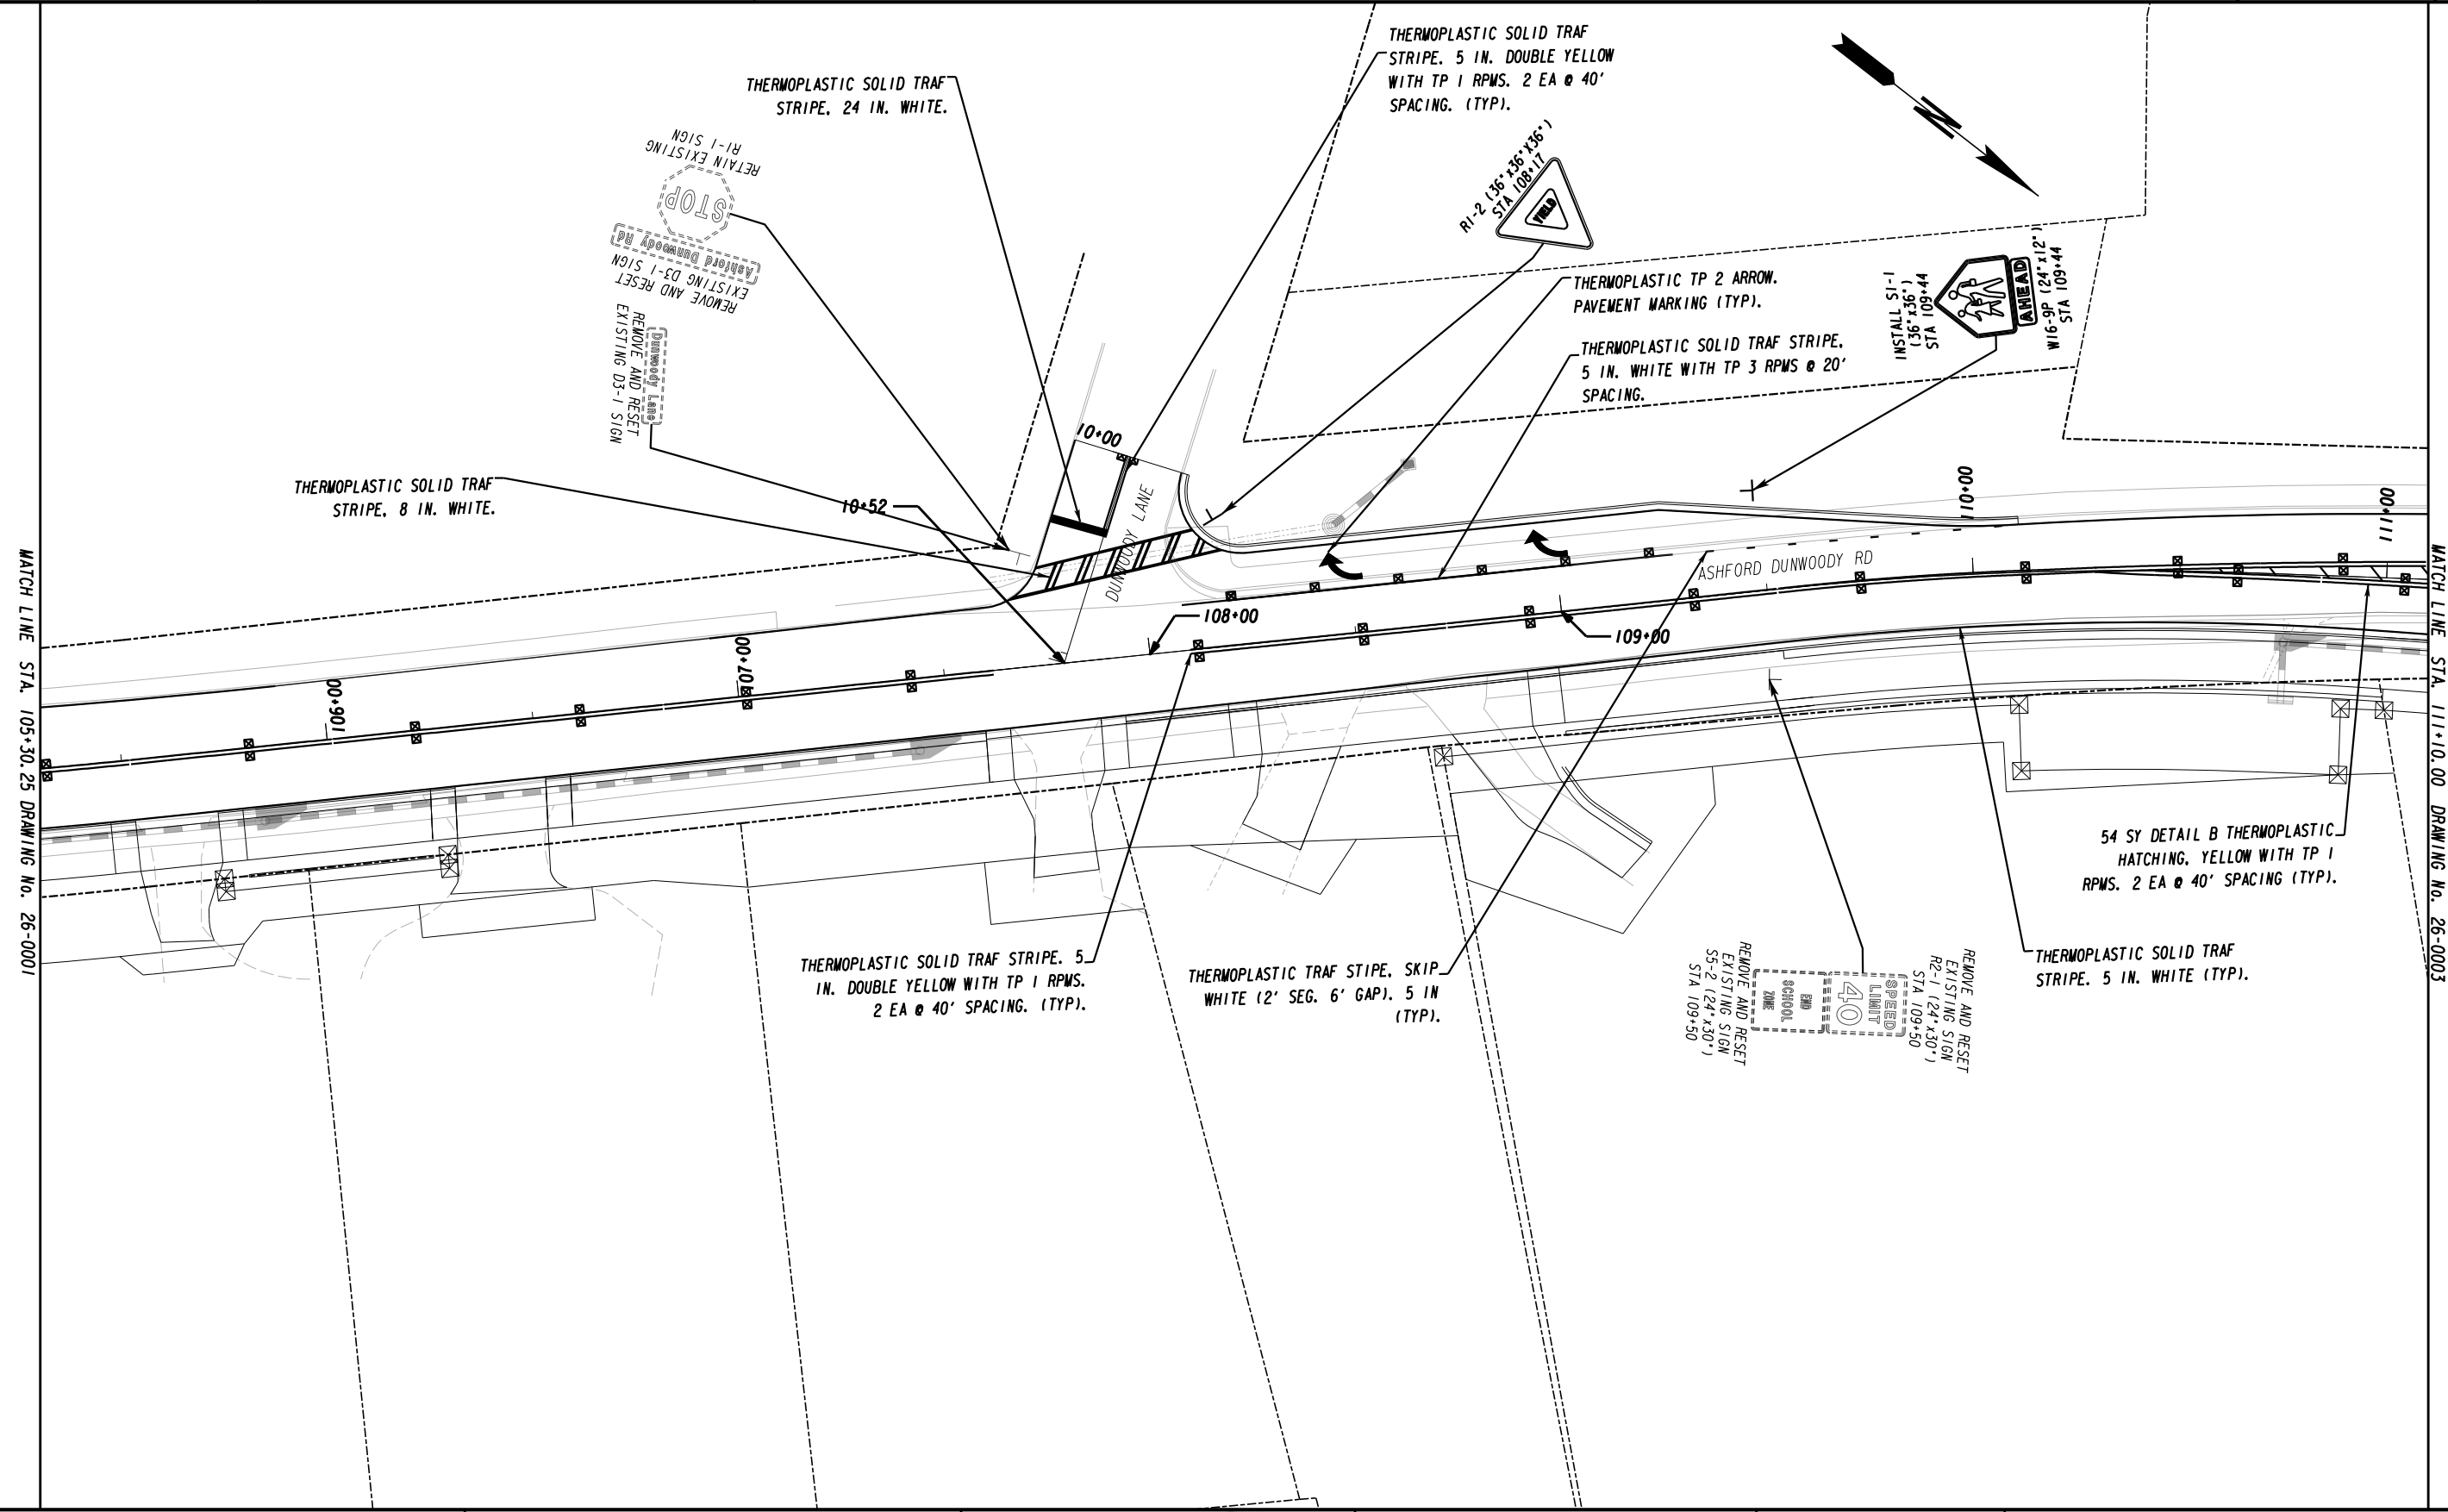 THERMOPLASTIC SOLID TRAF
STRIPE, 24 IN. WHITE.
THERMOPLASTIC SOLID TRAF
STRIPE. 5 IN. DOUBLE YELLOW
WITH TP 1 RPMS. 2 EA @ 40'
SPACING. (TYP).
RETAIN EXISTING
R1-1 SIGN
STOP
Ashford Dunwoody Rd
REMOVE AND RESET
EXISTING D3-1 SIGN
Dunwoody Lane
REMOVE AND RESET
EXISTING D3-1 SIGN
R1-2 (36"x36"x36")
STA 108+17
YIELD
N
THERMOPLASTIC TP 2 ARROW.
PAVEMENT MARKING (TYP).
THERMOPLASTIC SOLID TRAF STRIPE,
5 IN. WHITE WITH TP 3 RPMS @ 20'
SPACING.
INSTALL S1-1
(36"x36")
STA 109+44
AHEAD
W16-9P (24"x12")
STA 109+44
THERMOPLASTIC SOLID TRAF
STRIPE, 8 IN. WHITE.
10+00
10+52
DUNWOODY LANE
ASHFORD DUNWOODY RD
106+00
107+00
108+00
109+00
110+00
111+00
MATCH LINE STA. 105+30.25 DRAWING No. 26-0001
MATCH LINE STA. 111+10.00 DRAWING No. 26-0003
54 SY DETAIL B THERMOPLASTIC
HATCHING, YELLOW WITH TP 1
RPMS. 2 EA @ 40' SPACING (TYP).
THERMOPLASTIC SOLID TRAF STRIPE. 5
IN. DOUBLE YELLOW WITH TP 1 RPMS.
2 EA @ 40' SPACING. (TYP).
THERMOPLASTIC TRAF STIPE, SKIP
WHITE (2' SEG. 6' GAP). 5 IN
(TYP).
REMOVE AND RESET
EXISTING SIGN
S5-2 (24"x30")
STA 109+50
END
SCHOOL
ZONE
SPEED
LIMIT
40
REMOVE AND RESET
EXISTING SIGN
R2-1 (24"x30")
STA 109+50
THERMOPLASTIC SOLID TRAF
STRIPE. 5 IN. WHITE (TYP).